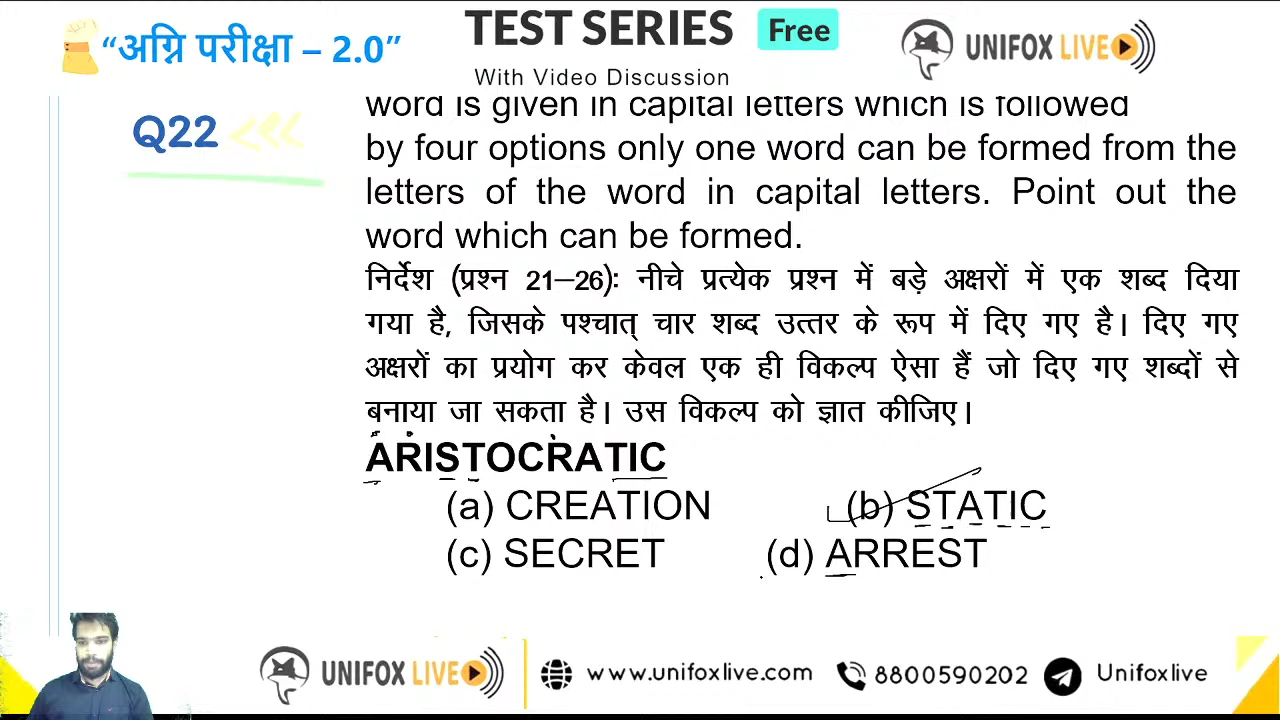 “अग्नि परीक्षा – 2.0”
TEST SERIES Free
With Video Discussion
UNIFOX LIVE
Q22
word is given in capital letters which is followed
by four options only one word can be formed from the
letters of the word in capital letters. Point out the
word which can be formed.
निर्देश (प्रश्न 21–26): नीचे प्रत्येक प्रश्न में बड़े अक्षरों में एक शब्द दिया
गया है, जिसके पश्चात् चार शब्द उत्तर के रूप में दिए गए है। दिए गए
अक्षरों का प्रयोग कर केवल एक ही विकल्प ऐसा हैं जो दिए गए शब्दों से
बनाया जा सकता है। उस विकल्प को ज्ञात कीजिए।
ARISTOCRATIC
(a) CREATION (b) STATIC
(c) SECRET (d) ARREST
UNIFOX LIVE www.unifoxlive.com 8800590202 Unifoxlive